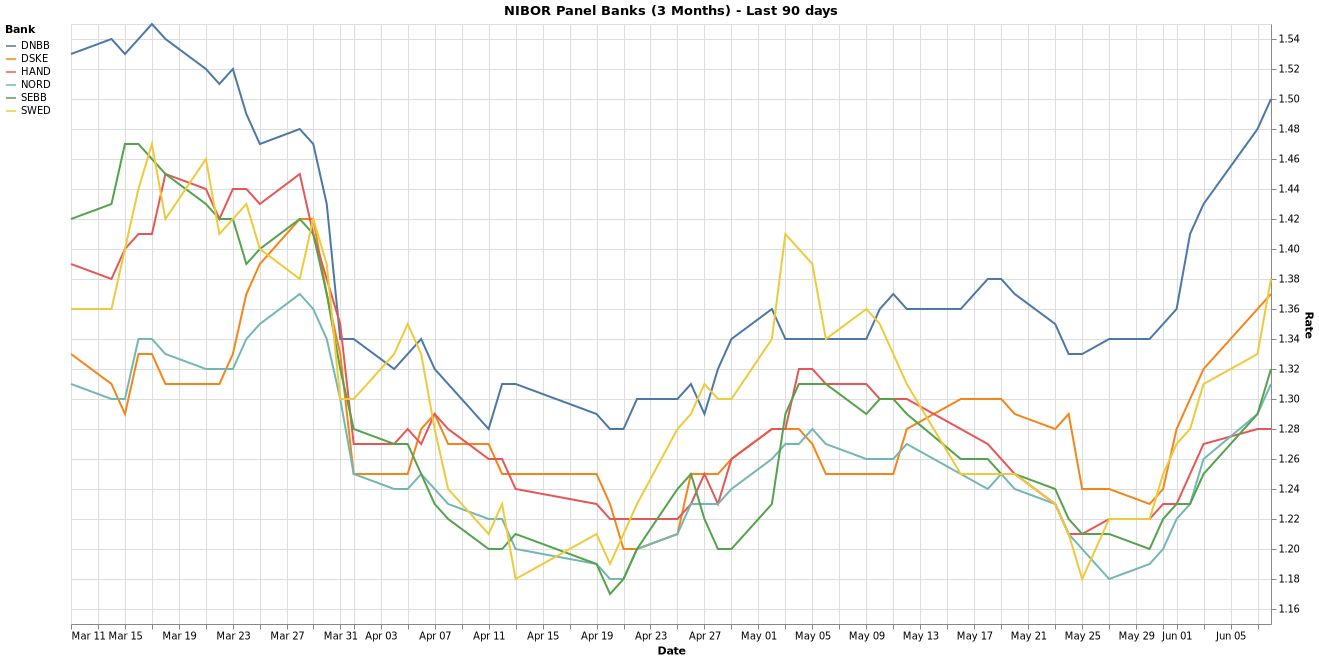 NIBOR Panel Banks (3 Months) - Last 90 days
Bank
DNBB
DSKE
HAND
NORD
SEBB
SWED
1.54
1.52
1.50
1.48
1.46
1.44
1.42
1.40
1.38
1.36
1.34
1.32
1.30
1.28
1.26
1.24
1.22
1.20
1.18
1.16
Rate
Mar 11 Mar 15 Mar 19 Mar 23 Mar 27 Mar 31 Apr 03 Apr 07 Apr 11 Apr 15 Apr 19 Apr 23 Apr 27 May 01 May 05 May 09 May 13 May 17 May 21 May 25 May 29 Jun 01 Jun 05
Date